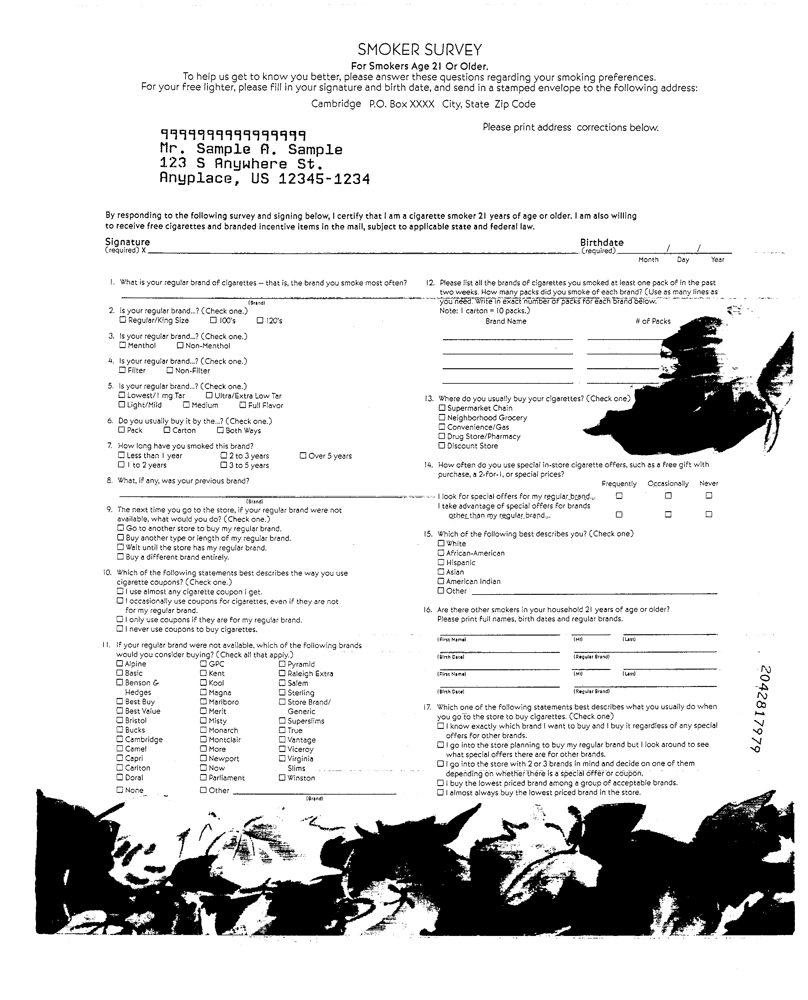 SMOKER SURVEY
For Smokers Age 21 Or Older.
To help us get to know you better, please answer these questions regarding your smoking preferences.
For your free lighter, please fill in your signature and birth date, and send in a stamped envelope to the following address:
Cambridge P.O. Box XXXX City, State Zip Code
Please print address corrections below.
9999999999999999
Mr. Sample A. Sample
123 S Anywhere St.
Anyplace, US 12345-1234
By responding to the following survey and signing below, I certify that I am a cigarette smoker 21 years of age or older. I am also willing
to receive free cigarettes and branded incentive items in the mail, subject to applicable state and federal law.
Signature
(required) X
Birthdate
(required) / /
Month Day Year
1. What is your regular brand of cigarettes – that is, the brand you smoke most often?
(Brand)
2. Is your regular brand...? (Check one.)
☐ Regular/King Size ☐ 100's ☐ 120's
3. Is your regular brand...? (Check one.)
☐ Menthol ☐ Non-Menthol
4. Is your regular brand...? (Check one.)
☐ Filter ☐ Non-Filter
5. Is your regular brand...? (Check one.)
☐ Lowest/1 mg Tar ☐ Ultra/Extra Low Tar
☐ Light/Mild ☐ Medium ☐ Full Flavor
6. Do you usually buy it by the...? (Check one.)
☐ Pack ☐ Carton ☐ Both Ways
7. How long have you smoked this brand?
☐ Less than 1 year ☐ 2 to 3 years ☐ Over 5 years
☐ 1 to 2 years ☐ 3 to 5 years
8. What, if any, was your previous brand?
(Brand)
9. The next time you go to the store, if your regular brand were not
available, what would you do? (Check one.)
☐ Go to another store to buy my regular brand.
☐ Buy another type or length of my regular brand.
☐ Wait until the store has my regular brand.
☐ Buy a different brand entirely.
10. Which of the following statements best describes the way you use
cigarette coupons? (Check one.)
☐ I use almost any cigarette coupon I get.
☐ I occasionally use coupons for cigarettes, even if they are not
for my regular brand.
☐ I only use coupons if they are for my regular brand.
☐ I never use coupons to buy cigarettes.
11. If your regular brand were not available, which of the following brands
would you consider buying? (Check all that apply.)
☐ Alpine ☐ GPC ☐ Pyramid
☐ Basic ☐ Kent ☐ Raleigh Extra
☐ Benson & ☐ Kool ☐ Salem
Hedges ☐ Magna ☐ Sterling
☐ Best Buy ☐ Marlboro ☐ Store Brand/
☐ Best Value ☐ Merit Generic
☐ Bristol ☐ Misty ☐ Superslims
☐ Bucks ☐ Monarch ☐ True
☐ Cambridge ☐ Montclair ☐ Vantage
☐ Camel ☐ More ☐ Viceroy
☐ Capri ☐ Newport ☐ Virginia
☐ Carlton ☐ Now Slims
☐ Doral ☐ Parliament ☐ Winston
☐ None ☐ Other
(Brand)
12. Please list all the brands of cigarettes you smoked at least one pack of in the past
two weeks. How many packs did you smoke of each brand? (Use as many lines as
you need. Write in exact number of packs for each brand below.
Note: 1 carton = 10 packs.)
Brand Name # of Packs
13. Where do you usually buy your cigarettes? (Check one)
☐ Supermarket Chain
☐ Neighborhood Grocery
☐ Convenience/Gas
☐ Drug Store/Pharmacy
☐ Discount Store
14. How often do you use special in-store cigarette offers, such as a free gift with
purchase, a 2-for-1, or special prices?
Frequently Occasionally Never
I look for special offers for my regular brand... ☐ ☐ ☐
I take advantage of special offers for brands
other than my regular brand... ☐ ☐ ☐
15. Which of the following best describes you? (Check one)
☐ White
☐ African-American
☐ Hispanic
☐ Asian
☐ American Indian
☐ Other
16. Are there other smokers in your household 21 years of age or older?
Please print full names, birth dates and regular brands.
(First Name) (MI) (Last)
(Birth Date) (Regular Brand)
(First Name) (MI) (Last)
(Birth Date) (Regular Brand)
17. Which one of the following statements best describes what you usually do when
you go to the store to buy cigarettes. (Check one)
☐ I know exactly which brand I want to buy and I buy it regardless of any special
offers for other brands.
☐ I go into the store planning to buy my regular brand but I look around to see
what special offers there are for other brands.
☐ I go into the store with 2 or 3 brands in mind and decide on one of them
depending on whether there is a special offer or coupon.
☐ I buy the lowest priced brand among a group of acceptable brands.
☐ I almost always buy the lowest priced brand in the store.
2042817979